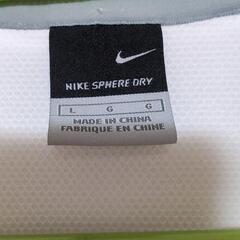 NIKE SPHERE DRY
L G G
MADE IN CHINA
FABRIQUE EN CHINE